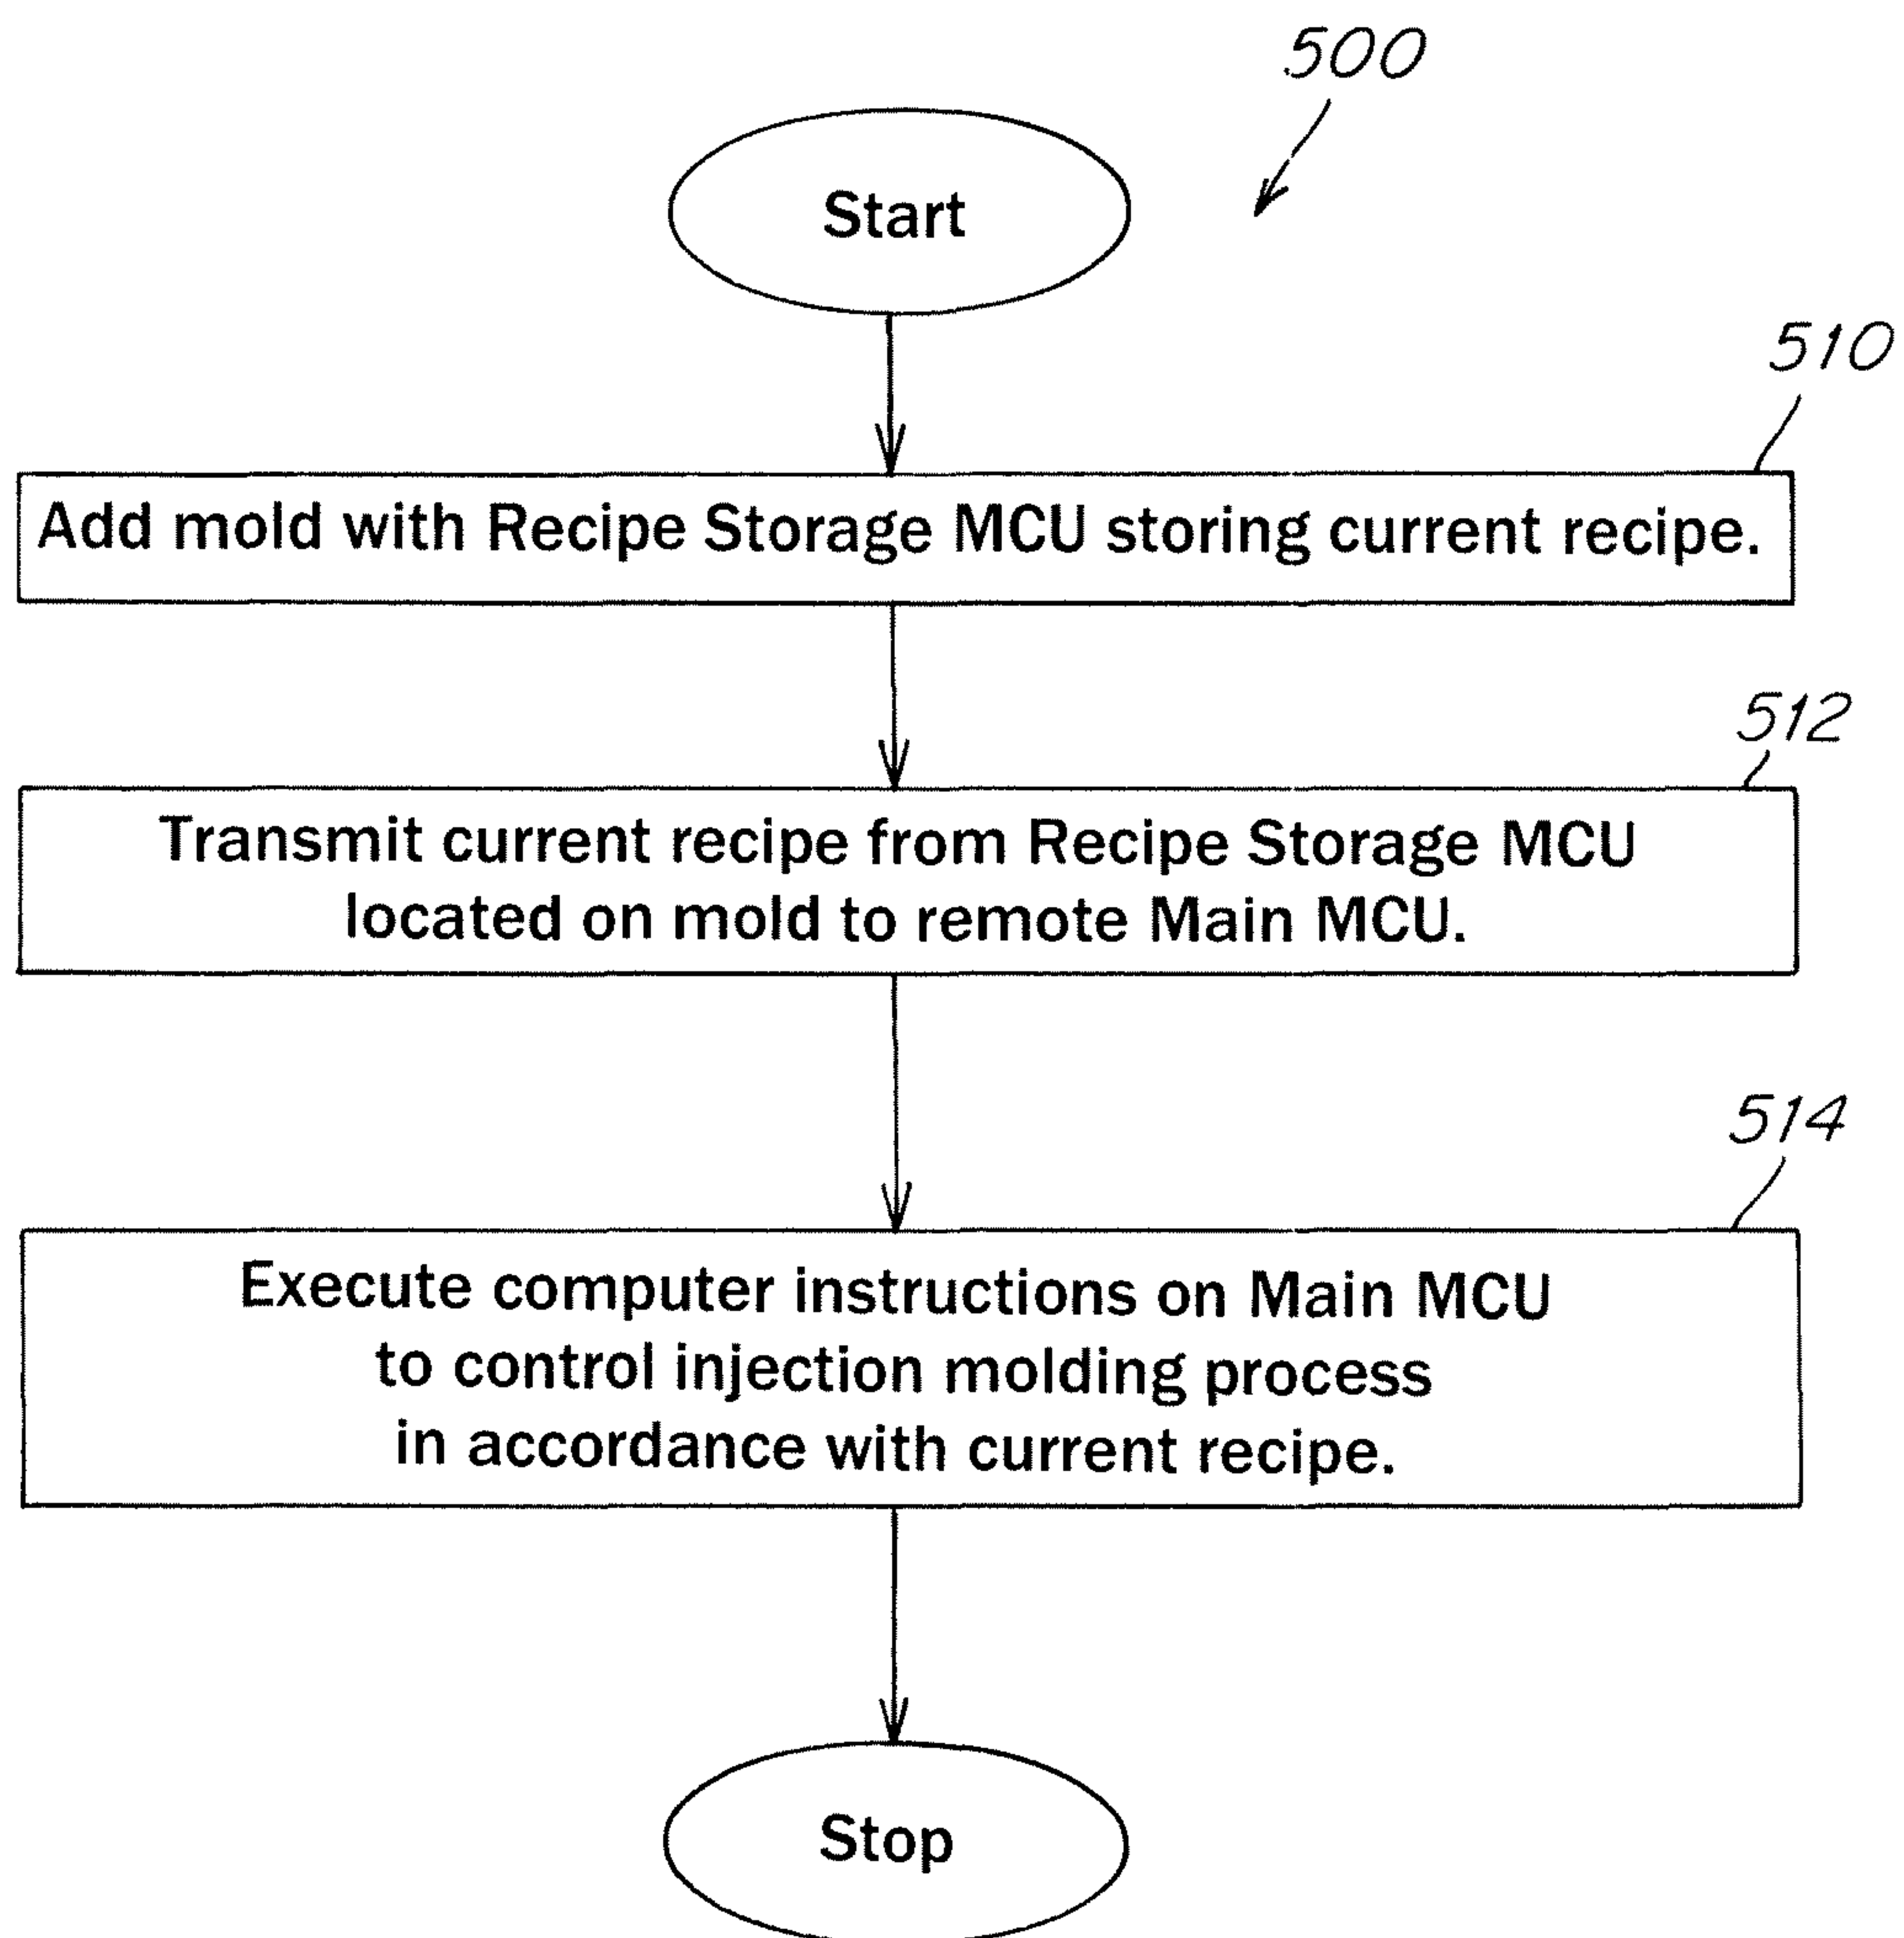 500
Start
510
Add mold with Recipe Storage MCU storing current recipe.
512
Transmit current recipe from Recipe Storage MCU
located on mold to remote Main MCU.
514
Execute computer instructions on Main MCU
to control injection molding process
in accordance with current recipe.
Stop